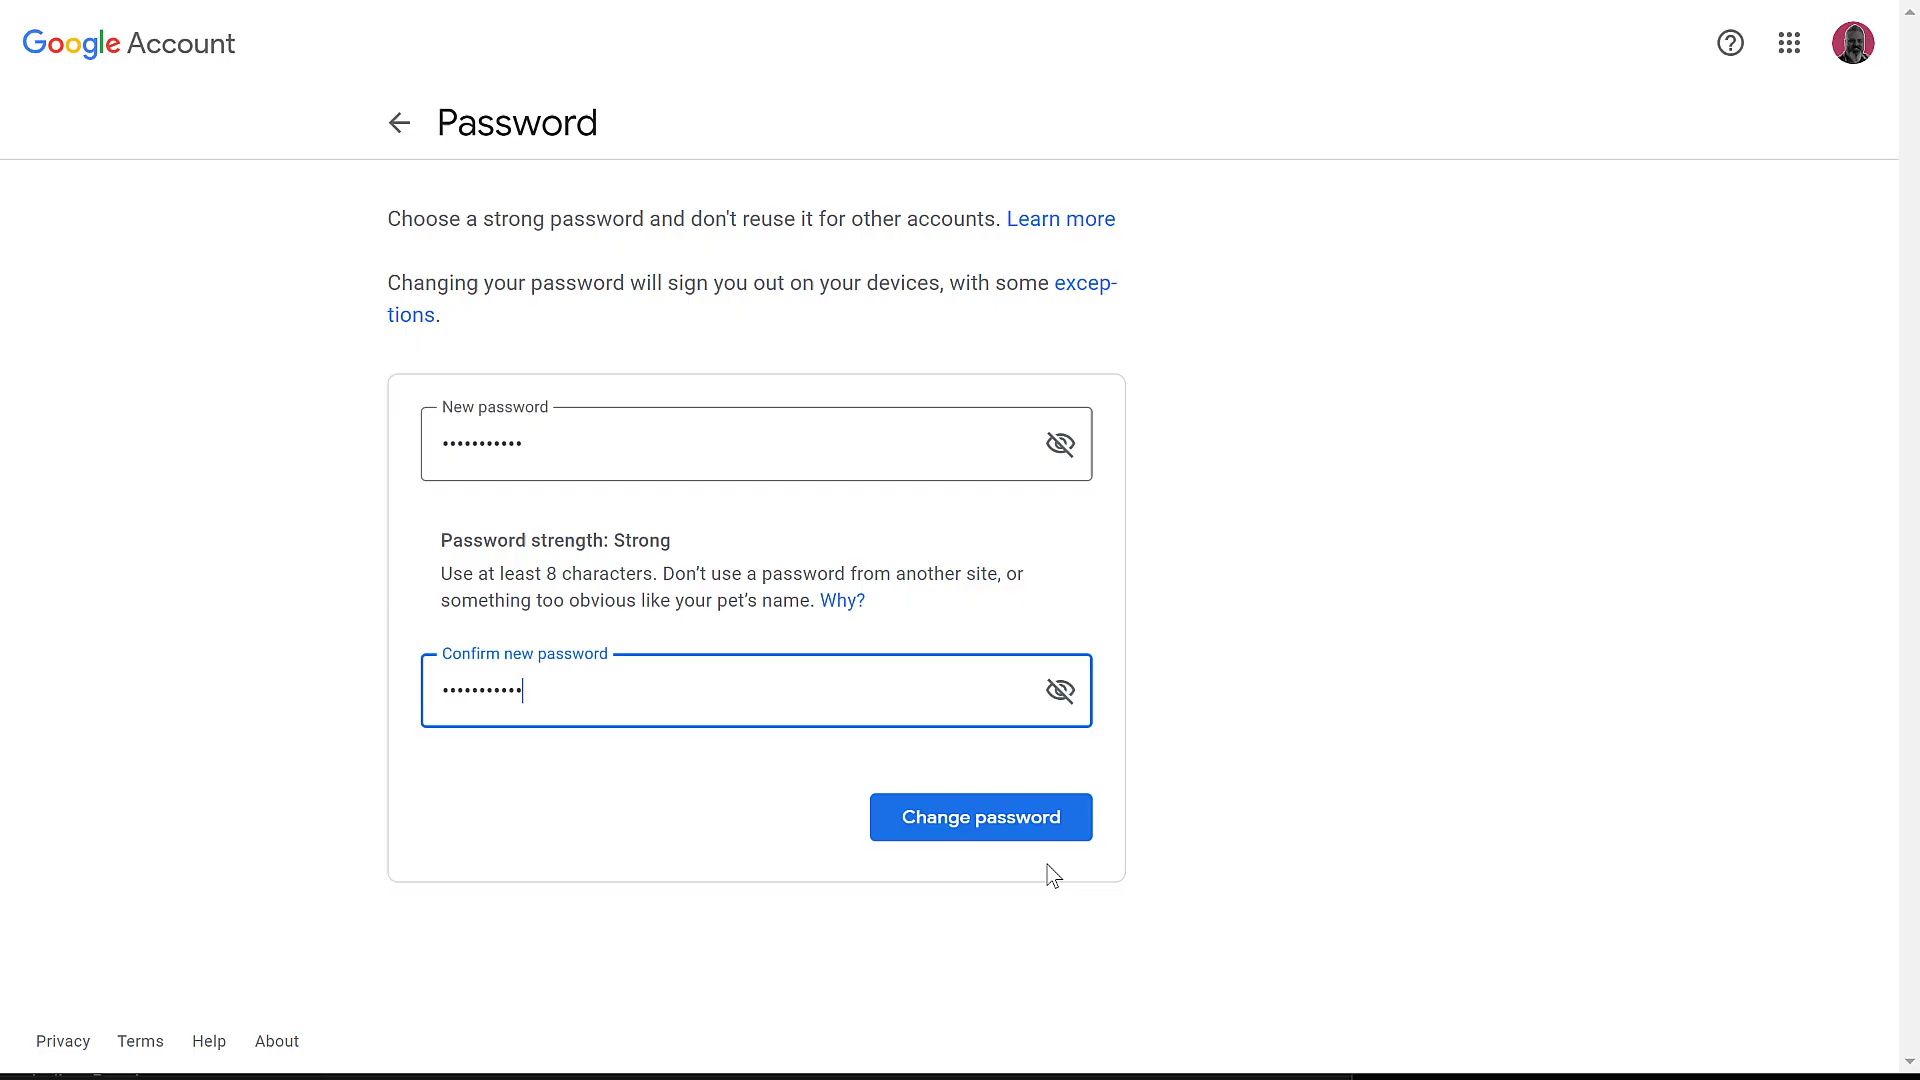 Google Account
Password
Choose a strong password and don't reuse it for other accounts. Learn more
Changing your password will sign you out on your devices, with some excep-
tions.
New password
•••••••••••
Password strength: Strong
Use at least 8 characters. Don’t use a password from another site, or
something too obvious like your pet’s name. Why?
Confirm new password
•••••••••••
Change password
Privacy Terms Help About